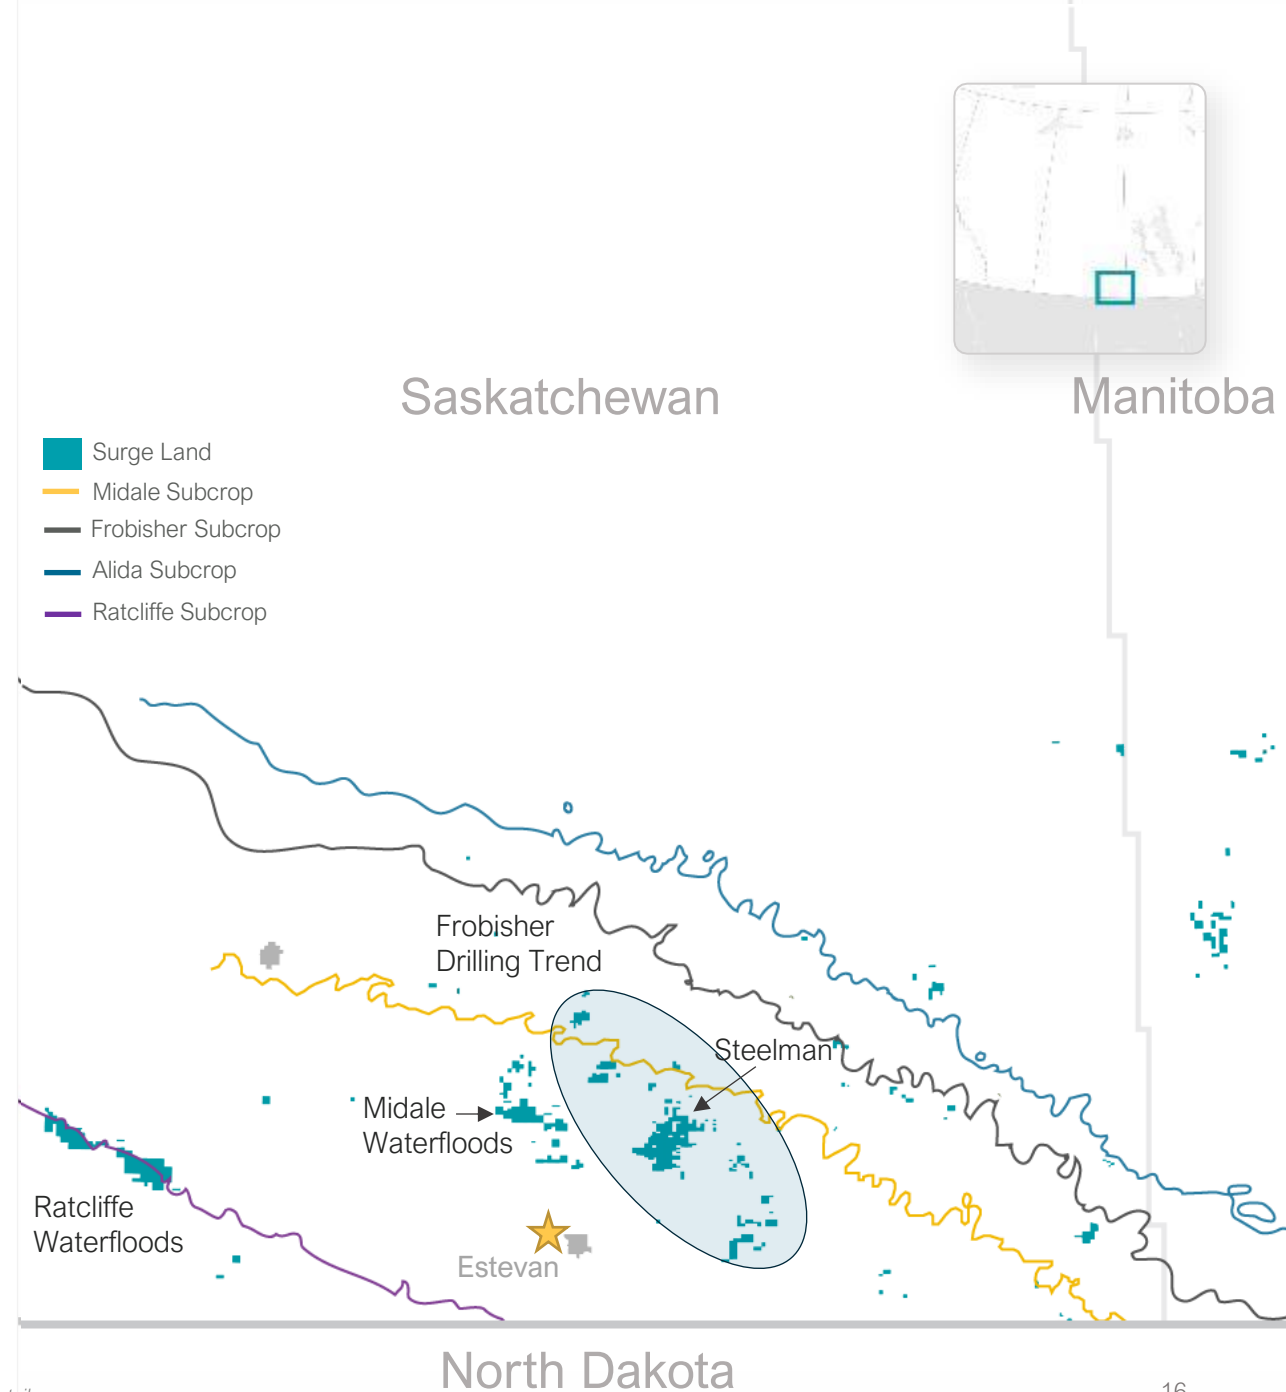 Saskatchewan
Manitoba
Surge Land
Midale Subcrop
Frobisher Subcrop
Alida Subcrop
Ratcliffe Subcrop
Frobisher
Drilling Trend
Steelman
Midale
Waterfloods
Ratcliffe
Waterfloods
Estevan
North Dakota
16